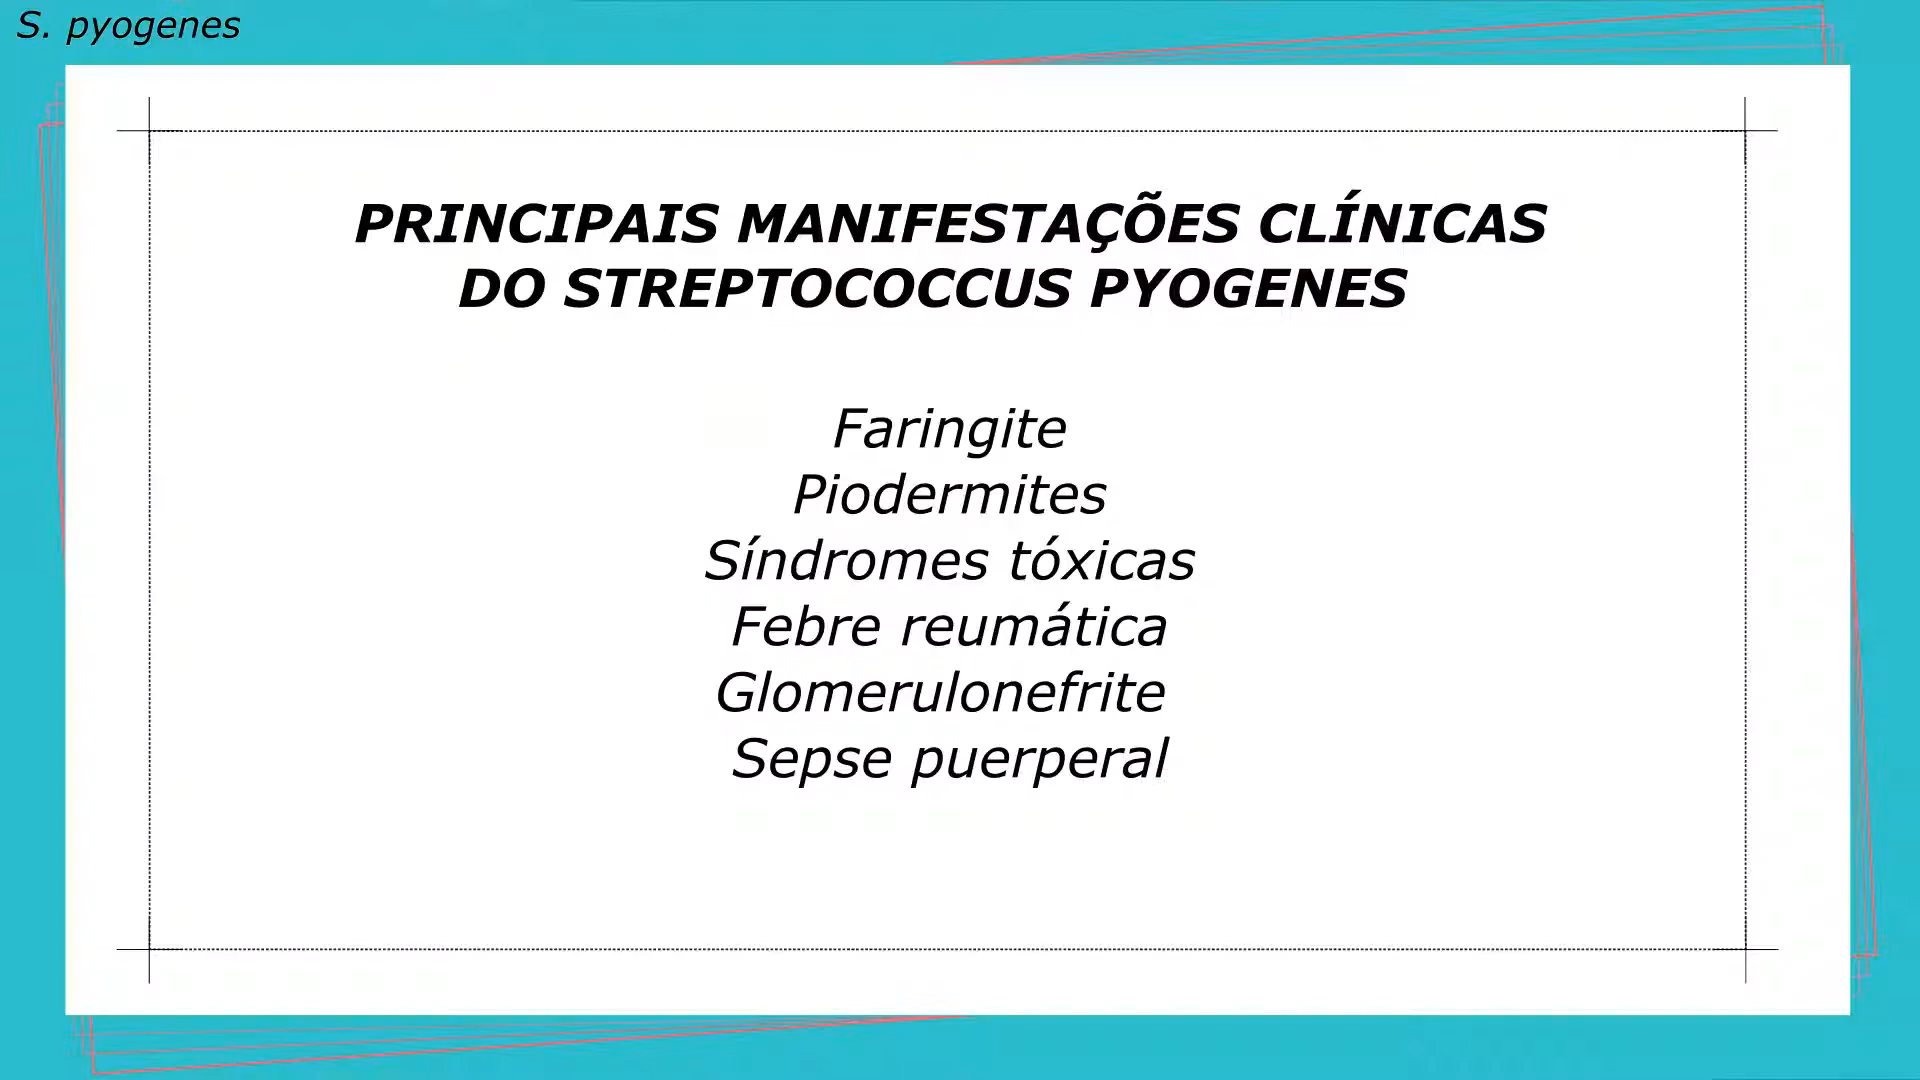 S. pyogenes
PRINCIPAIS MANIFESTAÇÕES CLÍNICAS
DO STREPTOCOCCUS PYOGENES
Faringite
Piodermites
Síndromes tóxicas
Febre reumática
Glomerulonefrite
Sepse puerperal